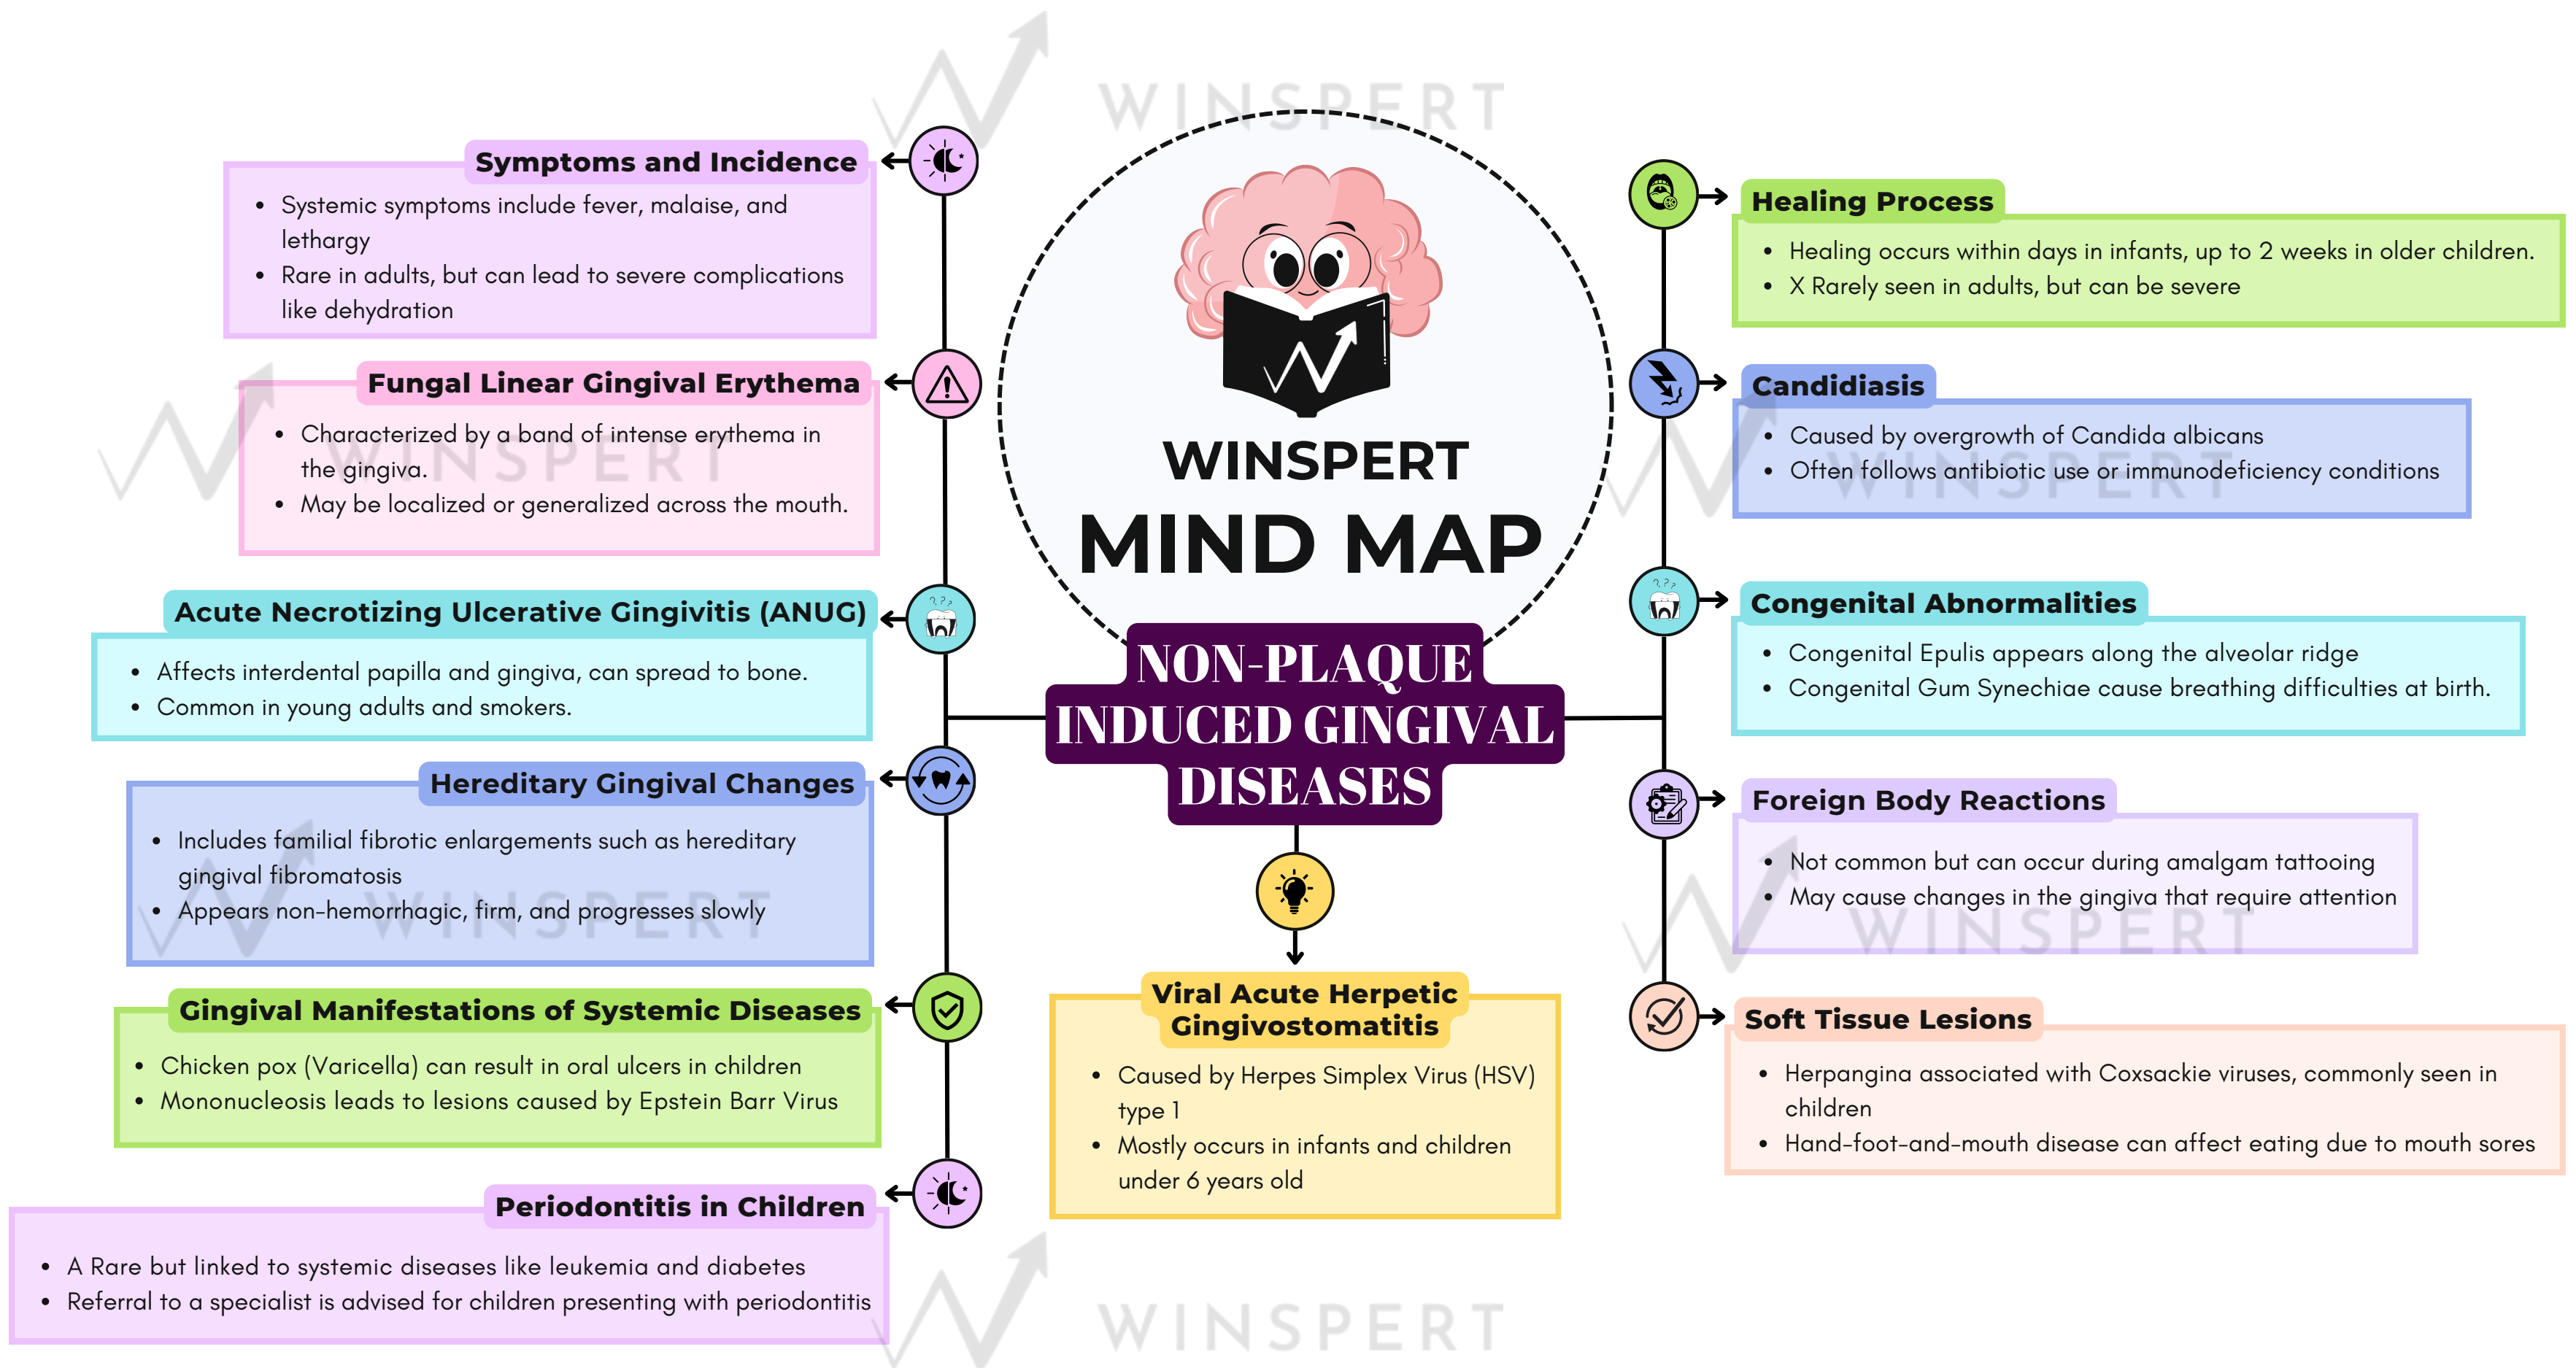 WINSPERT
WINSPERT
MIND MAP
NON-PLAQUE
INDUCED GINGIVAL
DISEASES
Symptoms and Incidence
• Systemic symptoms include fever, malaise, and
lethargy
• Rare in adults, but can lead to severe complications
like dehydration
Fungal Linear Gingival Erythema
• Characterized by a band of intense erythema in
the gingiva.
• May be localized or generalized across the mouth.
WINSPERT
Acute Necrotizing Ulcerative Gingivitis (ANUG)
• Affects interdental papilla and gingiva, can spread to bone.
• Common in young adults and smokers.
Hereditary Gingival Changes
• Includes familial fibrotic enlargements such as hereditary
gingival fibromatosis
• Appears non-hemorrhagic, firm, and progresses slowly
WINSPERT
Gingival Manifestations of Systemic Diseases
• Chicken pox (Varicella) can result in oral ulcers in children
• Mononucleosis leads to lesions caused by Epstein Barr Virus
Periodontitis in Children
• A Rare but linked to systemic diseases like leukemia and diabetes
• Referral to a specialist is advised for children presenting with periodontitis
Viral Acute Herpetic
Gingivostomatitis
• Caused by Herpes Simplex Virus (HSV)
type 1
• Mostly occurs in infants and children
under 6 years old
Healing Process
• Healing occurs within days in infants, up to 2 weeks in older children.
• X Rarely seen in adults, but can be severe
Candidiasis
• Caused by overgrowth of Candida albicans
• Often follows antibiotic use or immunodeficiency conditions
WINSPERT
Congenital Abnormalities
• Congenital Epulis appears along the alveolar ridge
• Congenital Gum Synechiae cause breathing difficulties at birth.
Foreign Body Reactions
• Not common but can occur during amalgam tattooing
• May cause changes in the gingiva that require attention
WINSPERT
Soft Tissue Lesions
• Herpangina associated with Coxsackie viruses, commonly seen in
children
• Hand-foot-and-mouth disease can affect eating due to mouth sores
WINSPERT